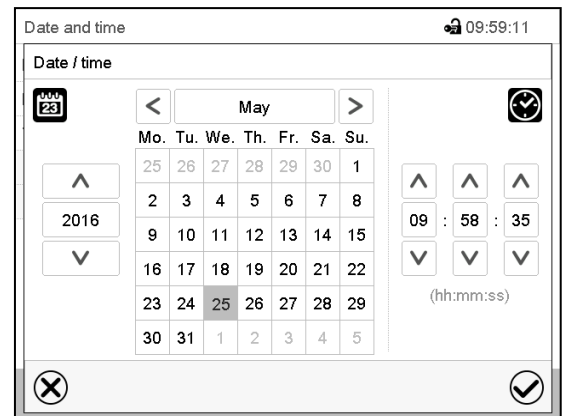 Date and time 09:59:11
Date / time
23
< May >
Mo. Tu. We. Th. Fr. Sa. Su.
25 26 27 28 29 30 1
2 3 4 5 6 7 8
2016 09 : 58 : 35
9 10 11 12 13 14 15
16 17 18 19 20 21 22
(hh:mm:ss)
23 24 25 26 27 28 29
30 31 1 2 3 4 5